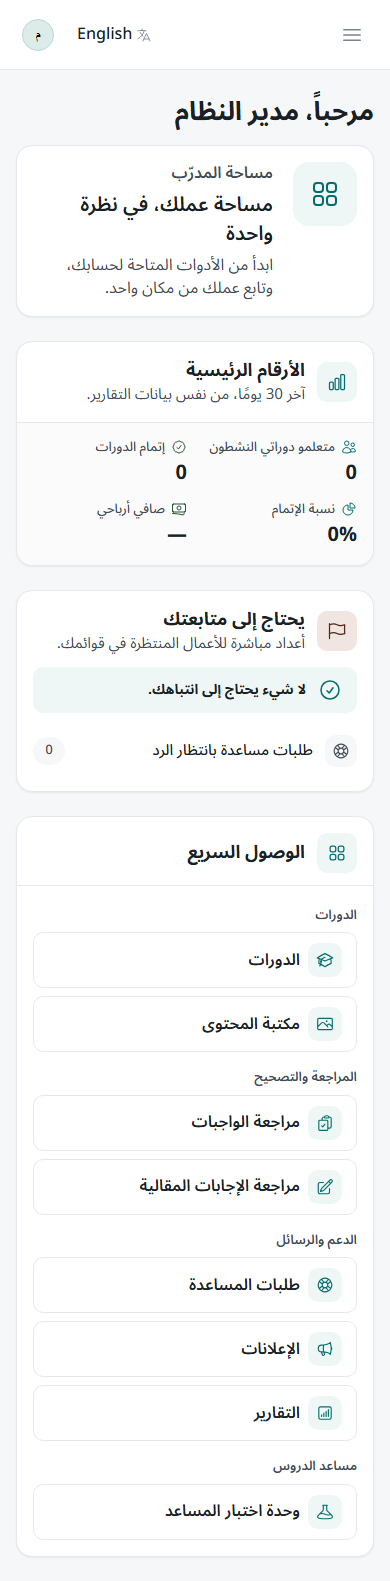 م
English
مرحباً، مدير النظام
مساحة المدرّب
مساحة عملك، في نظرة
واحدة
ابدأ من الأدوات المتاحة لحسابك،
وتابع عملك من مكان واحد.
الأرقام الرئيسية
آخر 30 يومًا، من نفس بيانات التقارير.
متعلمو دوراتي النشطون
0
إتمام الدورات
0
نسبة الإتمام
0%
صافي أرباحي
—
يحتاج إلى متابعتك
أعداد مباشرة للأعمال المنتظرة في قوائمك.
لا شيء يحتاج إلى انتباهك.
طلبات مساعدة بانتظار الرد
0
الوصول السريع
الدورات
الدورات
مكتبة المحتوى
المراجعة والتصحيح
مراجعة الواجبات
مراجعة الإجابات المقالية
الدعم والرسائل
طلبات المساعدة
الإعلانات
التقارير
مساعد الدروس
وحدة اختبار المساعد